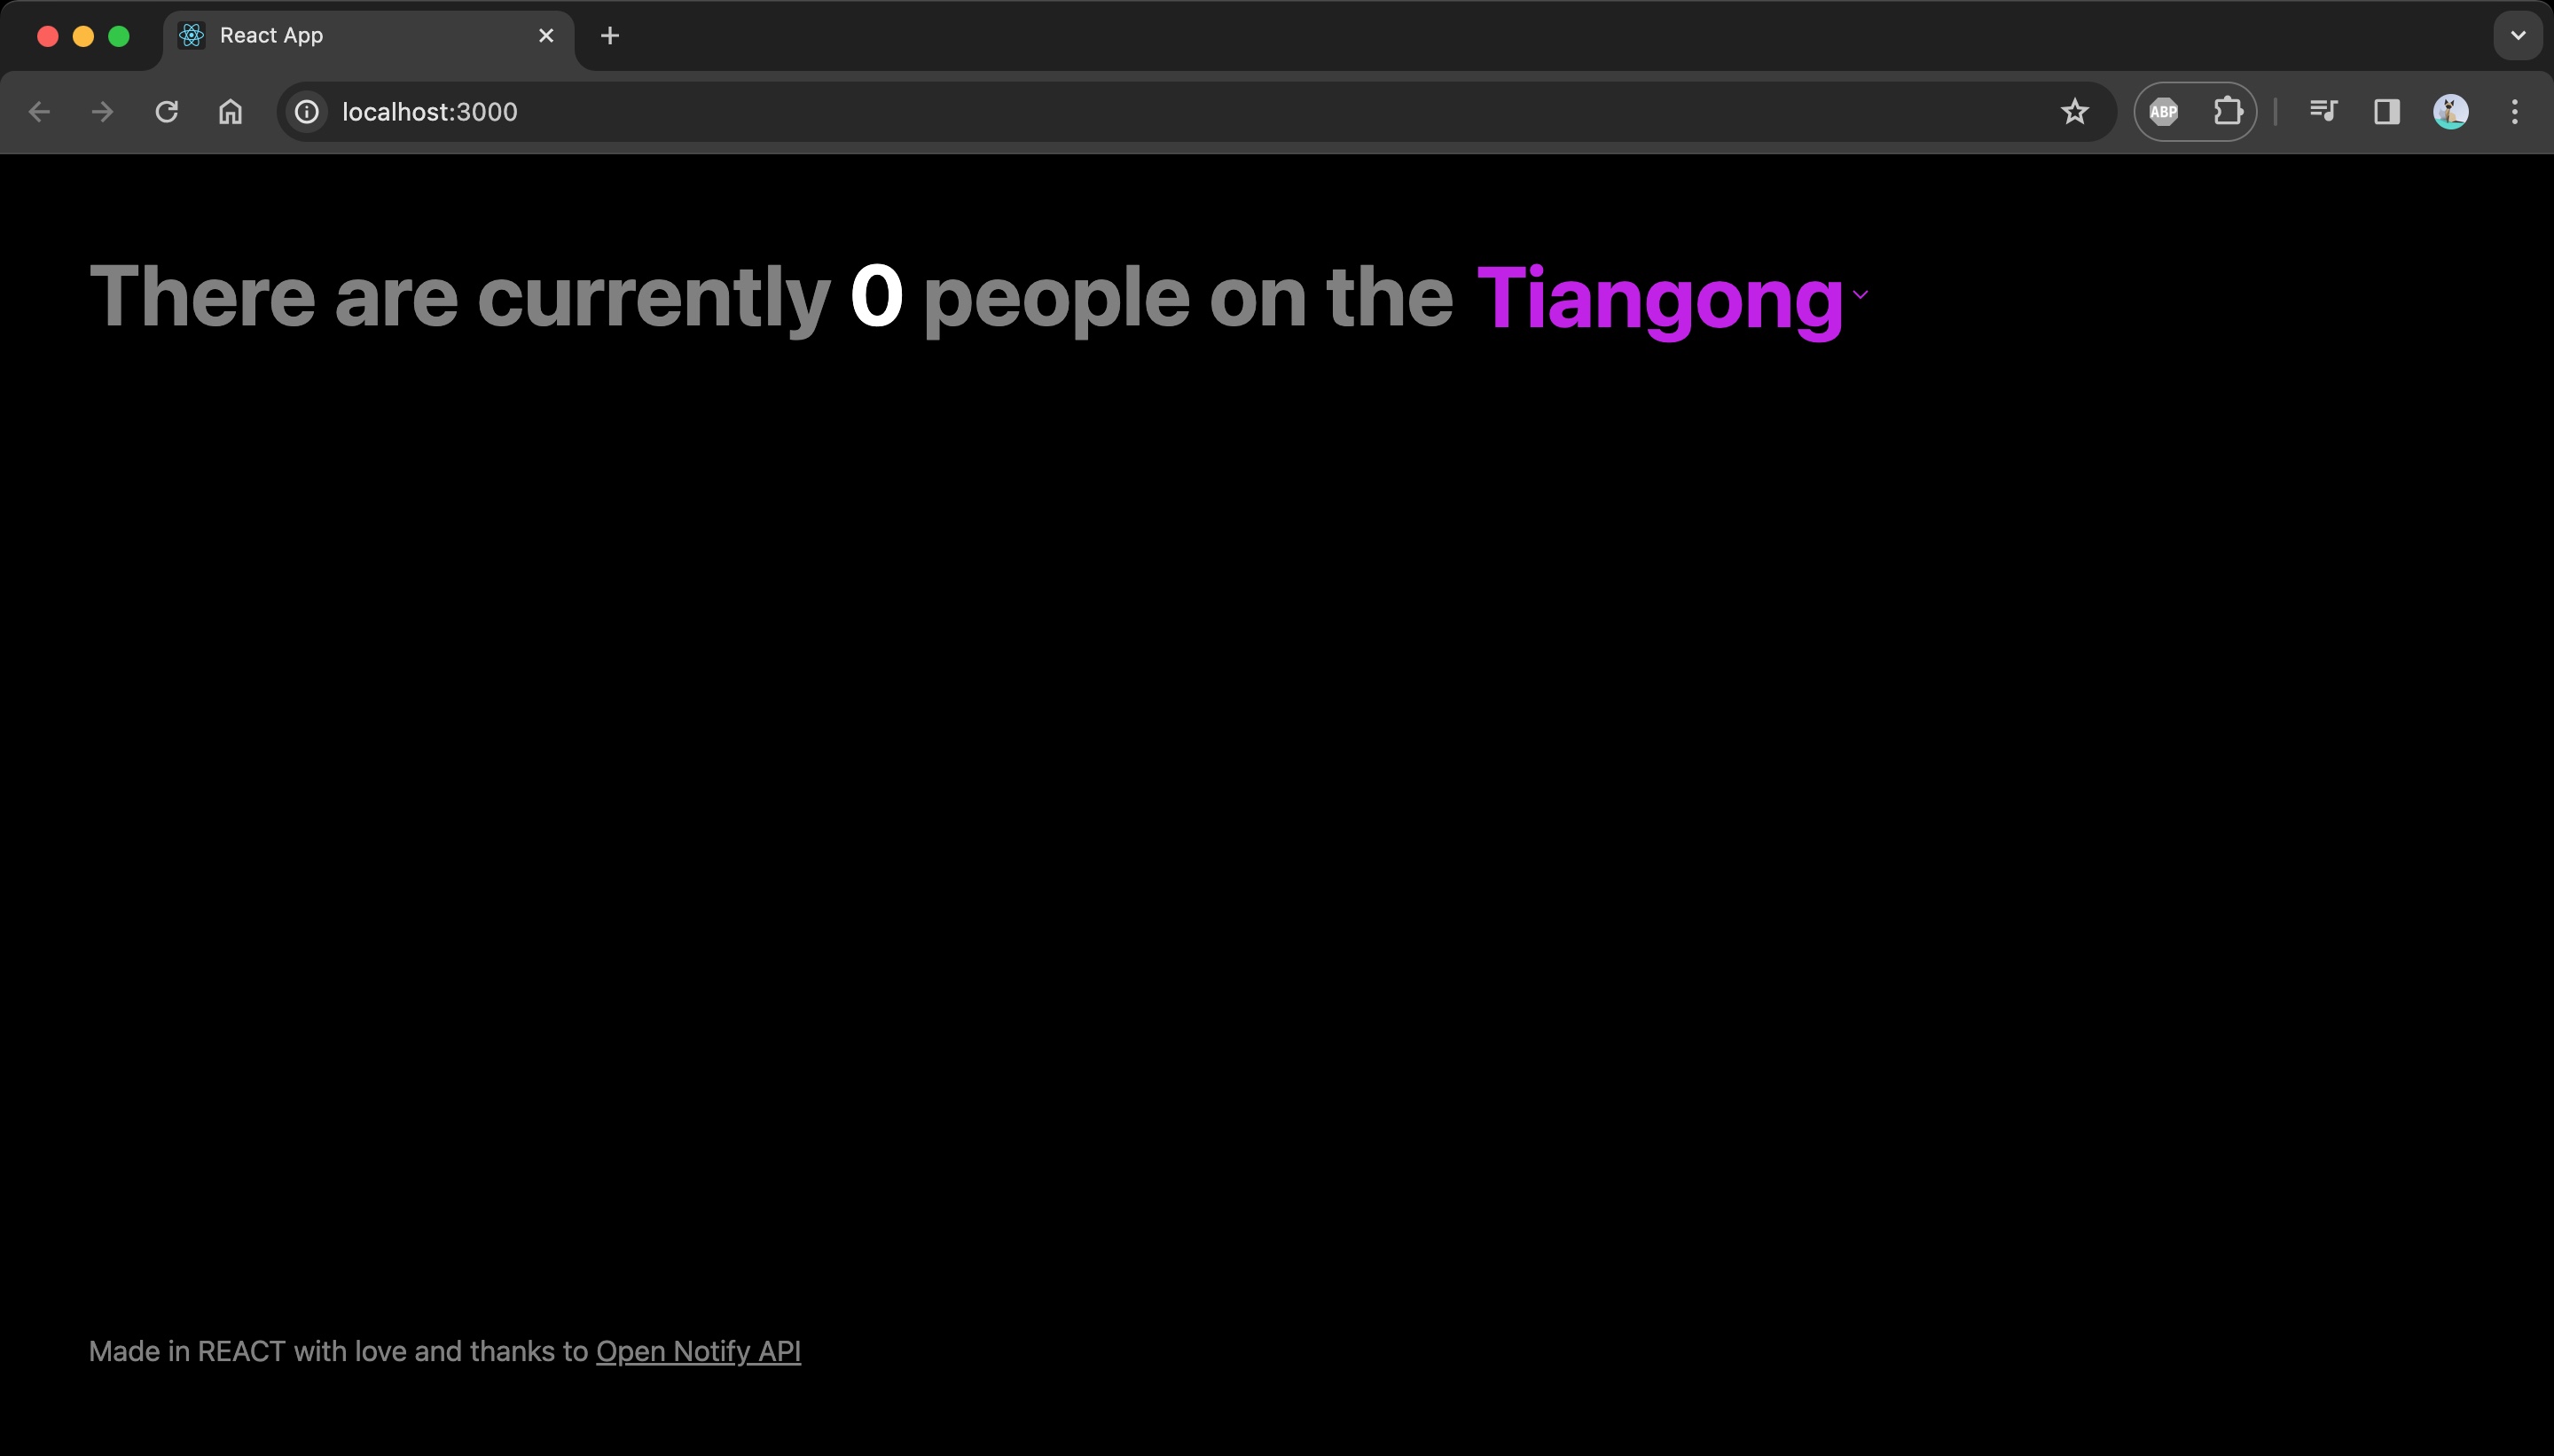 React App
localhost:3000
ABP
There are currently 0 people on the Tiangong
Made in REACT with love and thanks to Open Notify API